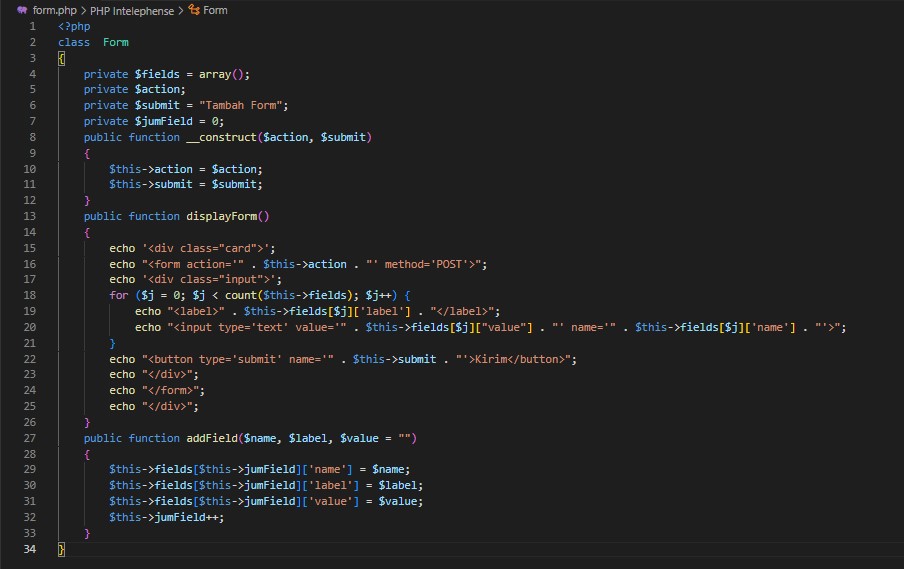 form.php > PHP Intelephense > Form
1 <?php
2 class  Form
3 {
4     private $fields = array();
5     private $action;
6     private $submit = "Tambah Form";
7     private $jumField = 0;
8     public function __construct($action, $submit)
9     {
10         $this->action = $action;
11         $this->submit = $submit;
12     }
13     public function displayForm()
14     {
15         echo '<div class="card">';
16         echo "<form action='" . $this->action . "' method='POST'>";
17         echo '<div class="input">';
18         for ($j = 0; $j < count($this->fields); $j++) {
19             echo "<label>" . $this->fields[$j]['label'] . "</label>";
20             echo "<input type='text' value='" . $this->fields[$j]["value"] . "' name='" . $this->fields[$j]['name'] . "'>";
21         }
22         echo "<button type='submit' name='" . $this->submit . "'>Kirim</button>";
23         echo "</div>";
24         echo "</form>";
25         echo "</div>";
26     }
27     public function addField($name, $label, $value = "")
28     {
29         $this->fields[$this->jumField]['name'] = $name;
30         $this->fields[$this->jumField]['label'] = $label;
31         $this->fields[$this->jumField]['value'] = $value;
32         $this->jumField++;
33     }
34 }